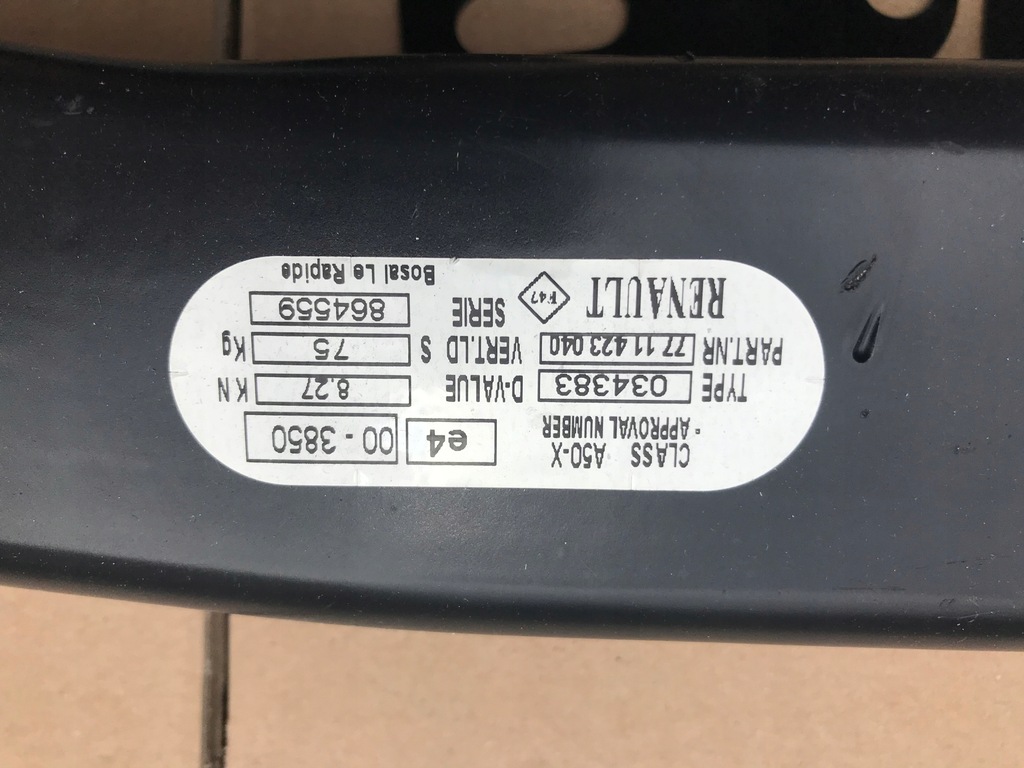 CLASS A50-X
- APPROVAL NUMBER e4 00 - 3850
TYPE 034383 D-VALUE 8.27 KN
PART.NR 77 11 423 040 VERT.LD S 75 Kg
RENAULT F47 SERIE 864559
Bosal Le Rapide